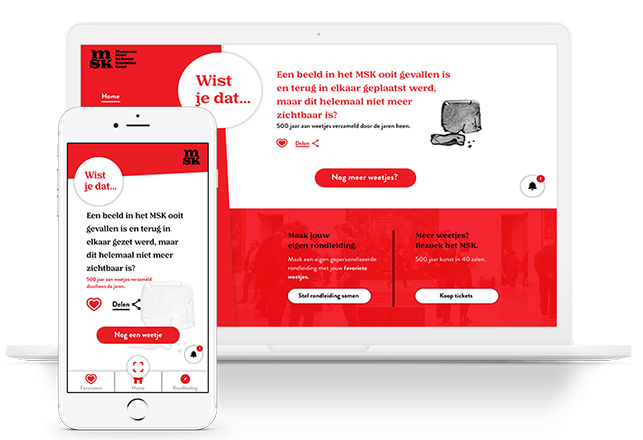 msk
Museum
voor
Schone
Kunsten
Gent
Home
Wist
je dat...
Een beeld in het MSK ooit gevallen is
en terug in elkaar geplaatst werd,
maar dit helemaal niet meer
zichtbaar is?
500 jaar aan weetjes verzameld door de jaren heen.
Delen
Nog meer weetjes?
1
Maak jouw
eigen rondleiding.
Maak een eigen gepersonaliseerde
rondleiding met jouw favoriete
weetjes.
Stel rondleiding samen
Meer weetjes?
Bezoek het MSK.
500 jaar kunst in 40 zalen.
Koop tickets
msk
Wist
je dat...
Een beeld in het MSK ooit
gevallen is en terug in
elkaar gezet werd, maar
dit helemaal niet meer
zichtbaar is?
500 jaar aan weetjes verzameld
doorheen de jaren.
Delen
Nog een weetje
1
Favorieten
Home
Rondleiding